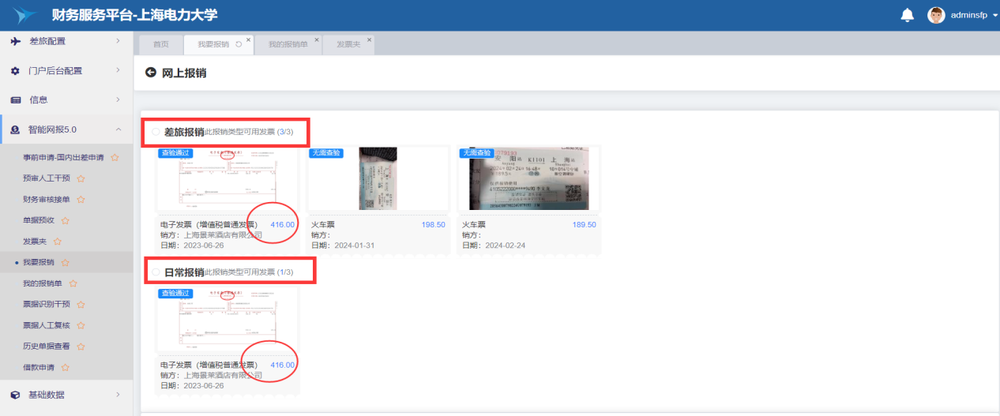 财务服务平台-上海电力大学
adminsfp
差旅配置
门户后台配置
信息
智能网报5.0
事前申请-国内出差申请
预审人工干预
财务审核接单
单据预收
发票夹
我要报销
我的报销单
票据识别干预
票据人工复核
历史单据查看
借款申请
基础数据
首页
我要报销
我的报销单
发票夹
网上报销
差旅报销此报销类型可用发票 (3/3)
查验通过
电子发票（增值税普通发票） 416.00
销方：上海景莱酒店有限公司
日期：2023-06-26
无需查验
火车票 198.50
销方：
日期：2024-01-31
无需查验
安 阳站 K1101 上 海站
火车票 189.50
销方：
日期：2024-02-24
日常报销此报销类型可用发票 (1/3)
查验通过
电子发票（增值税普通发票） 416.00
销方：上海景莱酒店有限公司
日期：2023-06-26